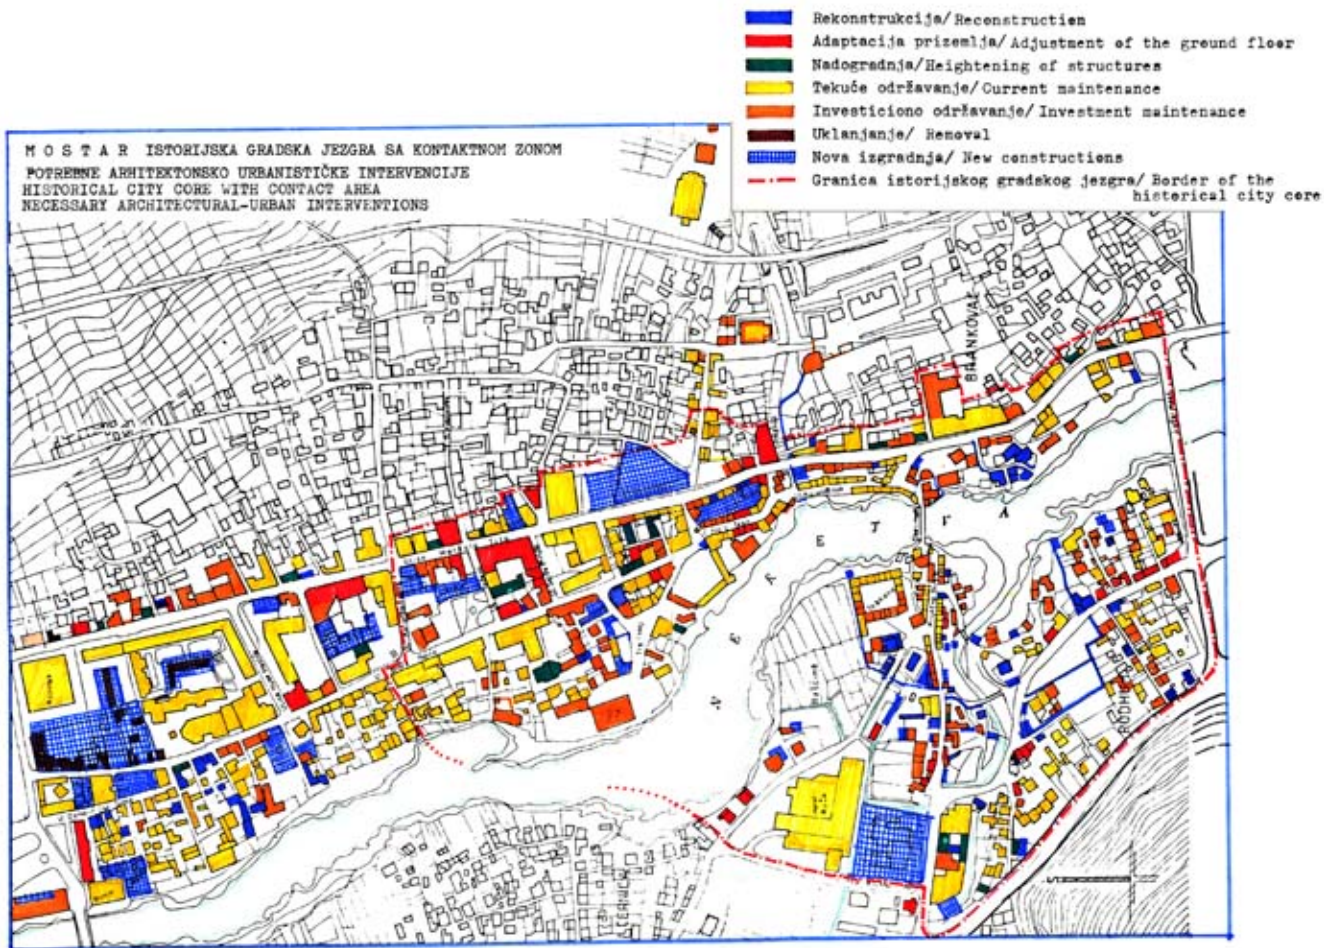 Rekonstrukcija/Reconstruction
Adaptacija prizemlja/Adjustment of the ground floor
Nadogradnja/Heightening of structures
Tekuće održavanje/Current maintenance
Investiciono održavanje/Investment maintenance
Uklanjanje/ Removal
Nova izgradnja/ New constructions
Granica istorijskog gradskog jezgra/ Border of the
historical city core
MOSTAR ISTORIJSKA GRADSKA JEZGRA SA KONTAKTNOM ZONOM
POTREBNE ARHITEKTONSKO URBANISTIČKE INTERVENCIJE
HISTORICAL CITY CORE WITH CONTACT AREA
NECESSARY ARCHITECTURAL-URBAN INTERVENTIONS
BRANKOVAC
N E R E T V A
CERNICA